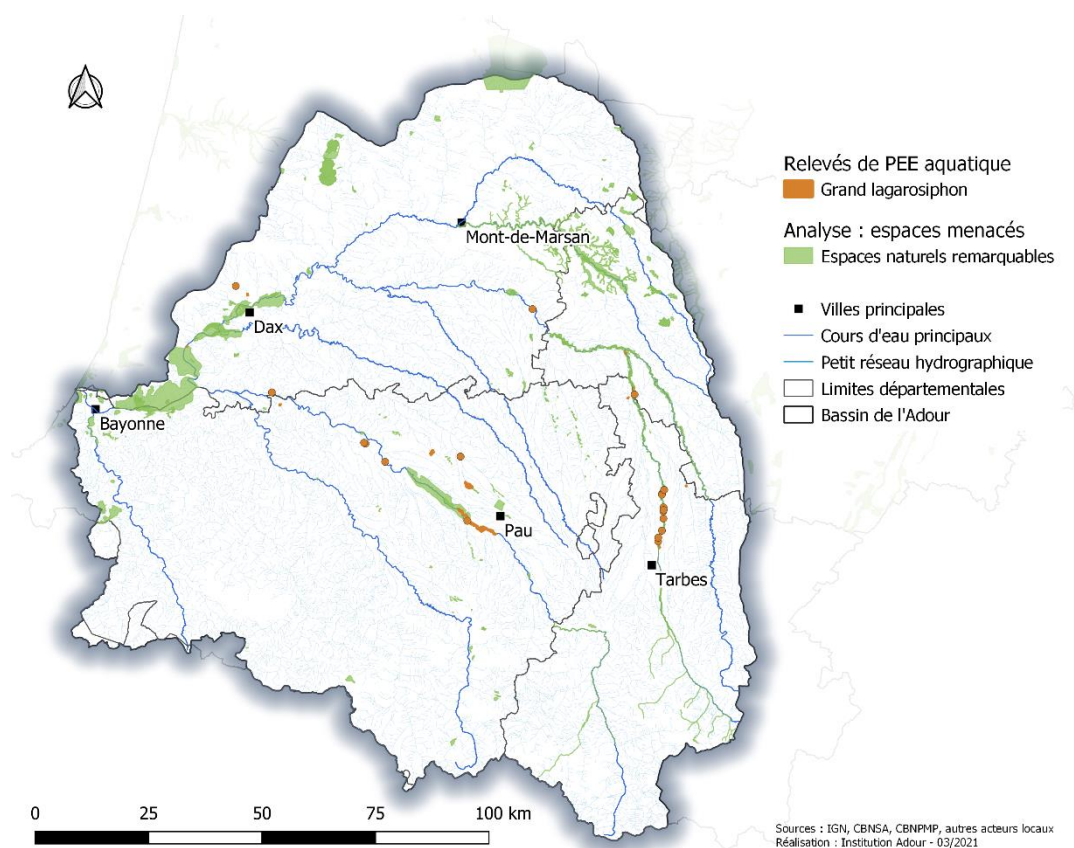 Relevés de PEE aquatique
Grand lagarosiphon
Analyse : espaces menacés
Espaces naturels remarquables
Villes principales
Cours d'eau principaux
Petit réseau hydrographique
Limites départementales
Bassin de l'Adour
Mont-de-Marsan
Dax
Bayonne
Pau
Tarbes
0 25 50 75 100 km
Sources : IGN, CBNSA, CBNPMP, autres acteurs locaux
Réalisation : Institution Adour - 03/2021